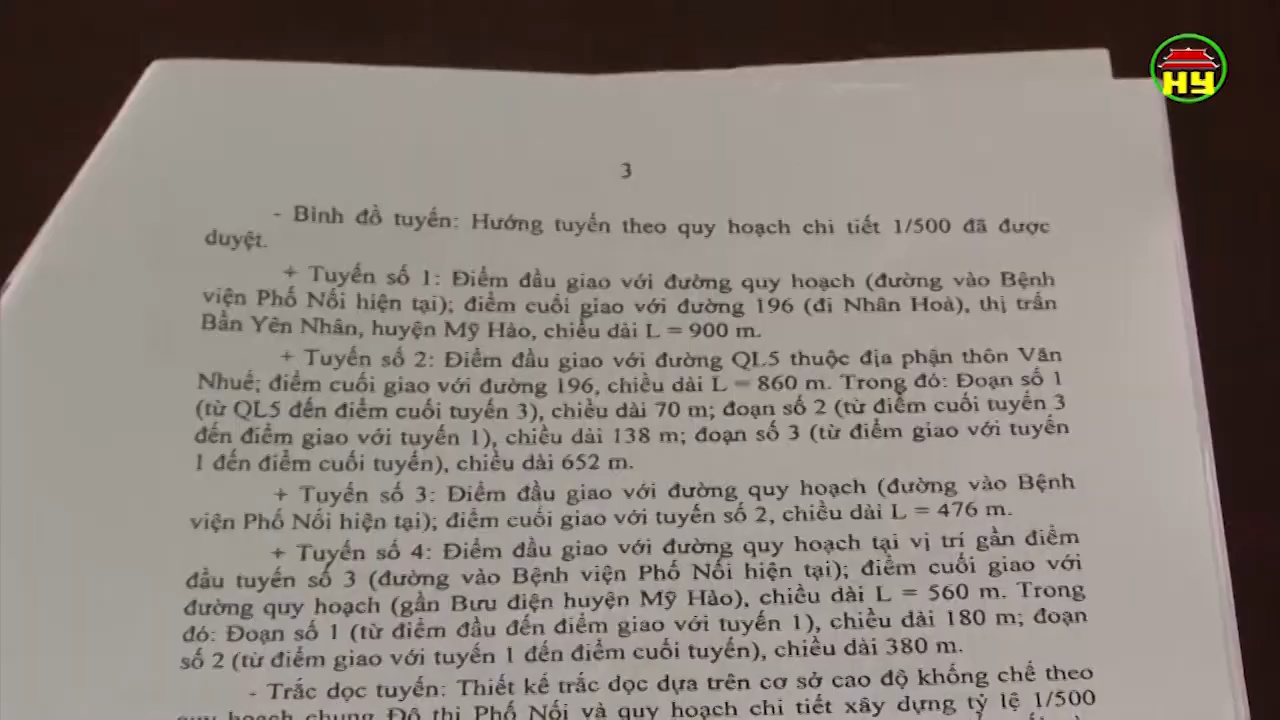 HY
3
- Bình đồ tuyến: Hướng tuyến theo quy hoạch chi tiết 1/500 đã được
duyệt.
+ Tuyến số 1: Điểm đầu giao với đường quy hoạch (đường vào Bệnh
viện Phố Nối hiện tại); điểm cuối giao với đường 196 (đi Nhân Hoà), thị trấn
Bần Yên Nhân, huyện Mỹ Hào, chiều dài L = 900 m.
+ Tuyến số 2: Điểm đầu giao với đường QL5 thuộc địa phận thôn Văn
Nhuế; điểm cuối giao với đường 196, chiều dài L = 860 m. Trong đó: Đoạn số 1
(từ QL5 đến điểm cuối tuyến 3), chiều dài 70 m; đoạn số 2 (từ điểm cuối tuyến 3
đến điểm giao với tuyến 1), chiều dài 138 m; đoạn số 3 (từ điểm giao với tuyến
1 đến điểm cuối tuyến), chiều dài 652 m.
+ Tuyến số 3: Điểm đầu giao với đường quy hoạch (đường vào Bệnh
viện Phố Nối hiện tại); điểm cuối giao với tuyến số 2, chiều dài L = 476 m.
+ Tuyến số 4: Điểm đầu giao với đường quy hoạch tại vị trí gần điểm
đầu tuyến số 3 (đường vào Bệnh viện Phố Nối hiện tại); điểm cuối giao với
đường quy hoạch (gần Bưu điện huyện Mỹ Hào), chiều dài L = 560 m. Trong
đó: Đoạn số 1 (từ điểm đầu đến điểm giao với tuyến 1), chiều dài 180 m; đoạn
số 2 (từ điểm giao với tuyến 1 đến điểm cuối tuyến), chiều dài 380 m.
- Trắc dọc tuyến: Thiết kế trắc dọc dựa trên cơ sở cao độ khống chế theo
quy hoạch chung Đô thị Phố Nối và quy hoạch chi tiết xây dựng tỷ lệ 1/500